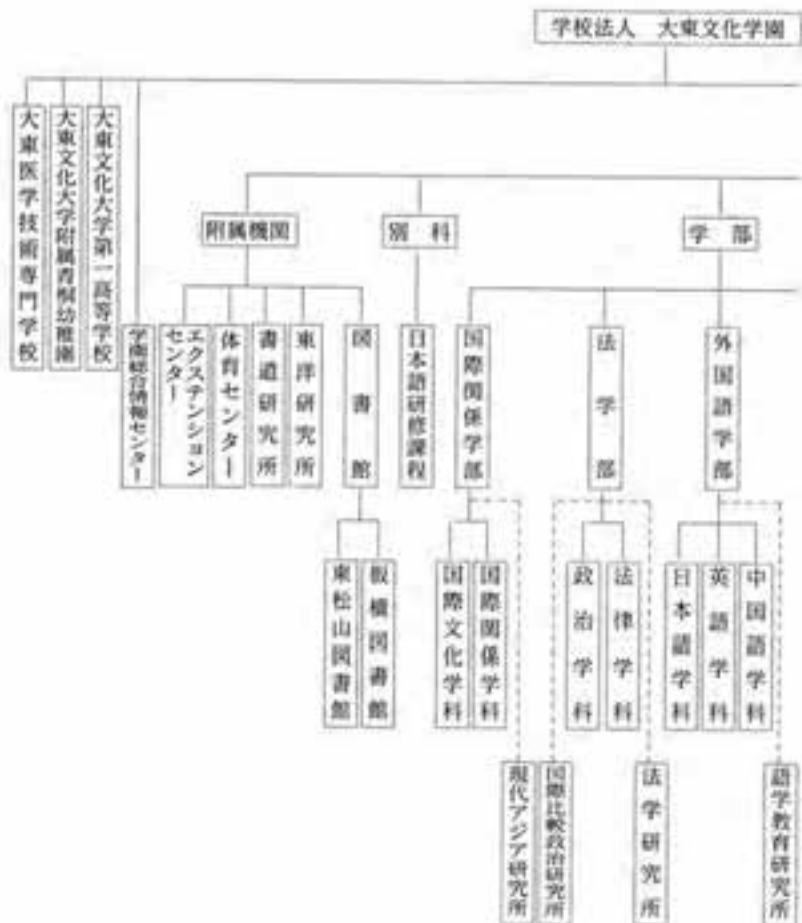 学校法人　大東文化学園
学部
別科
附属機関
大東文化大学第一高等学校
大東文化大学附属青桐幼稚園
大東医学技術専門学校
外国語学部
法学部
国際関係学部
日本語研修課程
図書館
東洋研究所
書道研究所
体育センター
エクステンション
センター
学園総合情報センター
中国語学科
英語学科
日本語学科
法律学科
政治学科
国際関係学科
国際文化学科
板橋図書館
東松山図書館
語学教育研究所
法学研究所
国際比較政治研究所
現代アジア研究所